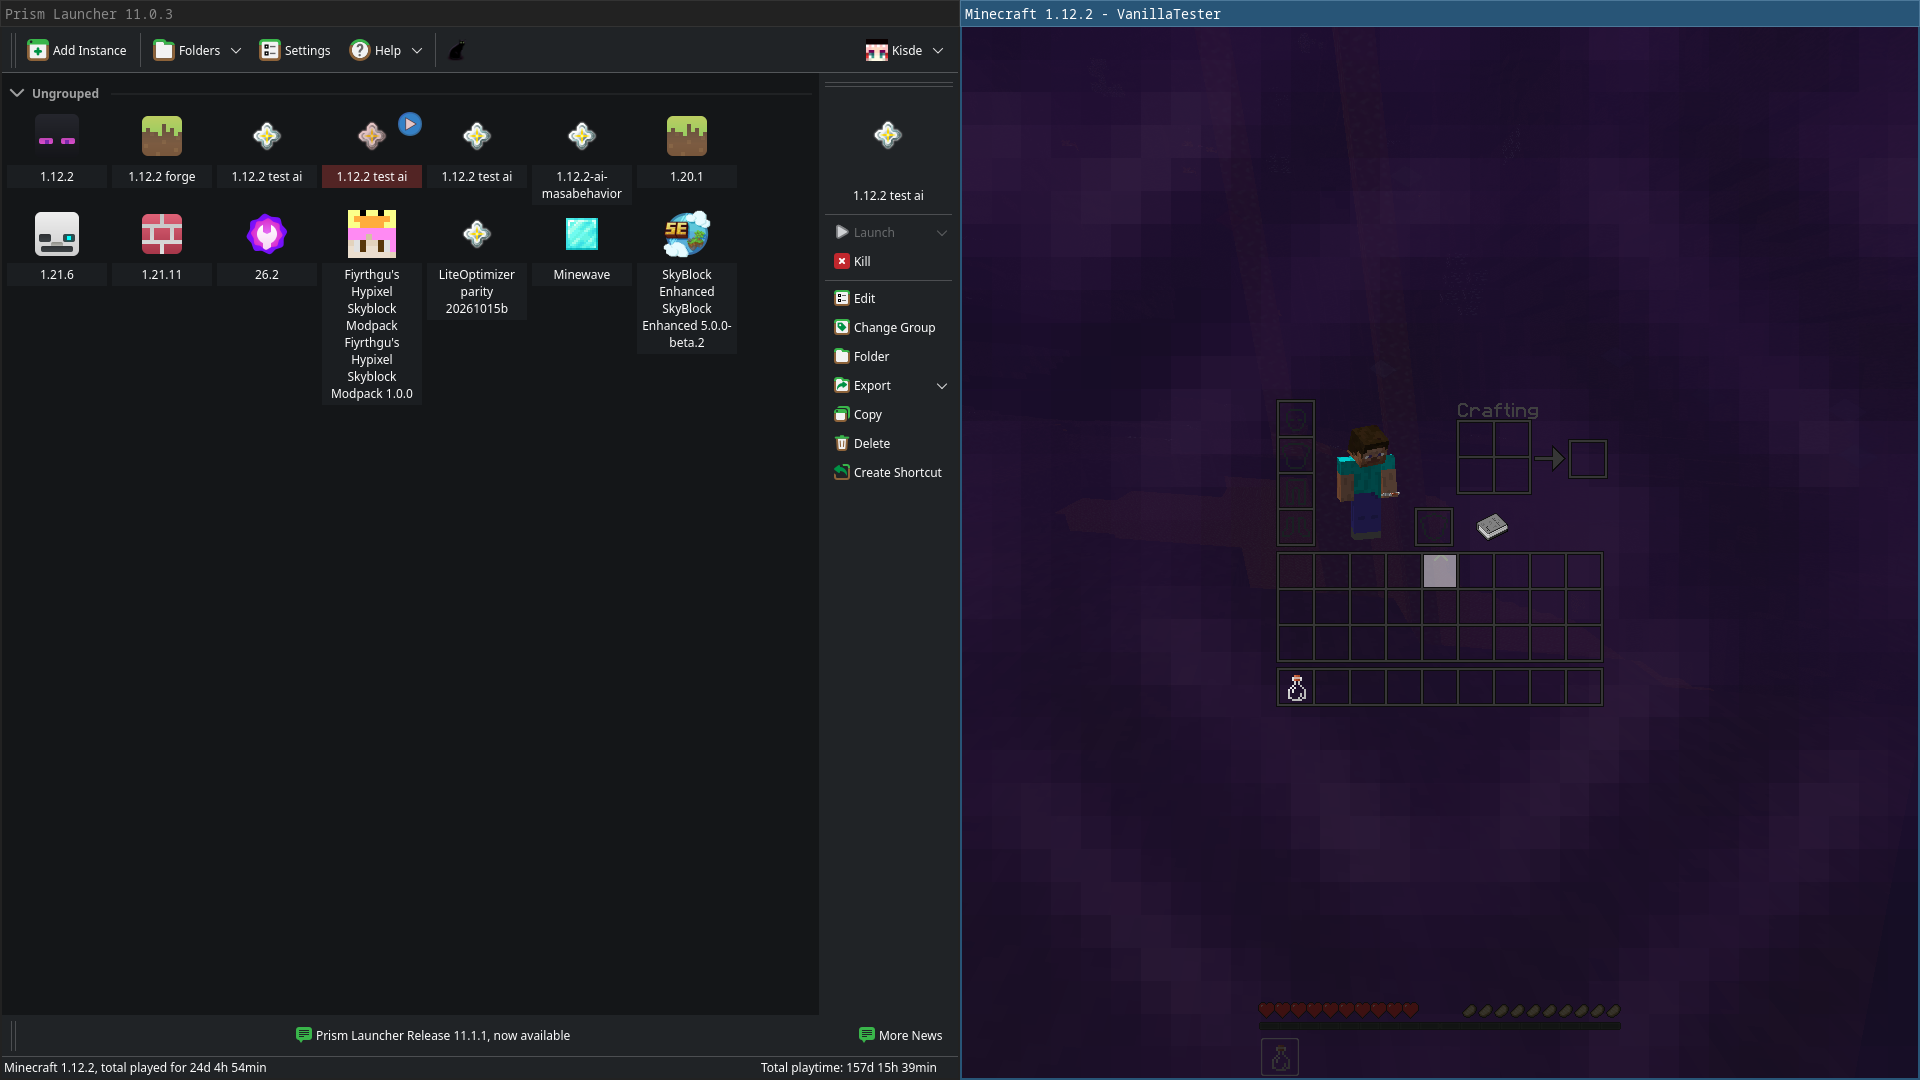 Prism Launcher 11.0.3
Minecraft 1.12.2 - VanillaTester
Add Instance
Folders
Settings
Help
Kisde
Ungrouped
1.12.2
1.12.2 forge
1.12.2 test ai
1.12.2 test ai
1.12.2 test ai
1.12.2-ai-
masabehavior
1.20.1
1.21.6
1.21.11
26.2
Fiyrthgu's
Hypixel
Skyblock
Modpack
Fiyrthgu's
Hypixel
Skyblock
Modpack 1.0.0
LiteOptimizer
parity
20261015b
Minewave
SE
SkyBlock
Enhanced
SkyBlock
Enhanced 5.0.0-
beta.2
1.12.2 test ai
Launch
Kill
Edit
Change Group
Folder
Export
Copy
Delete
Create Shortcut
Crafting
Prism Launcher Release 11.1.1, now available
More News
Minecraft 1.12.2, total played for 24d 4h 54min
Total playtime: 157d 15h 39min